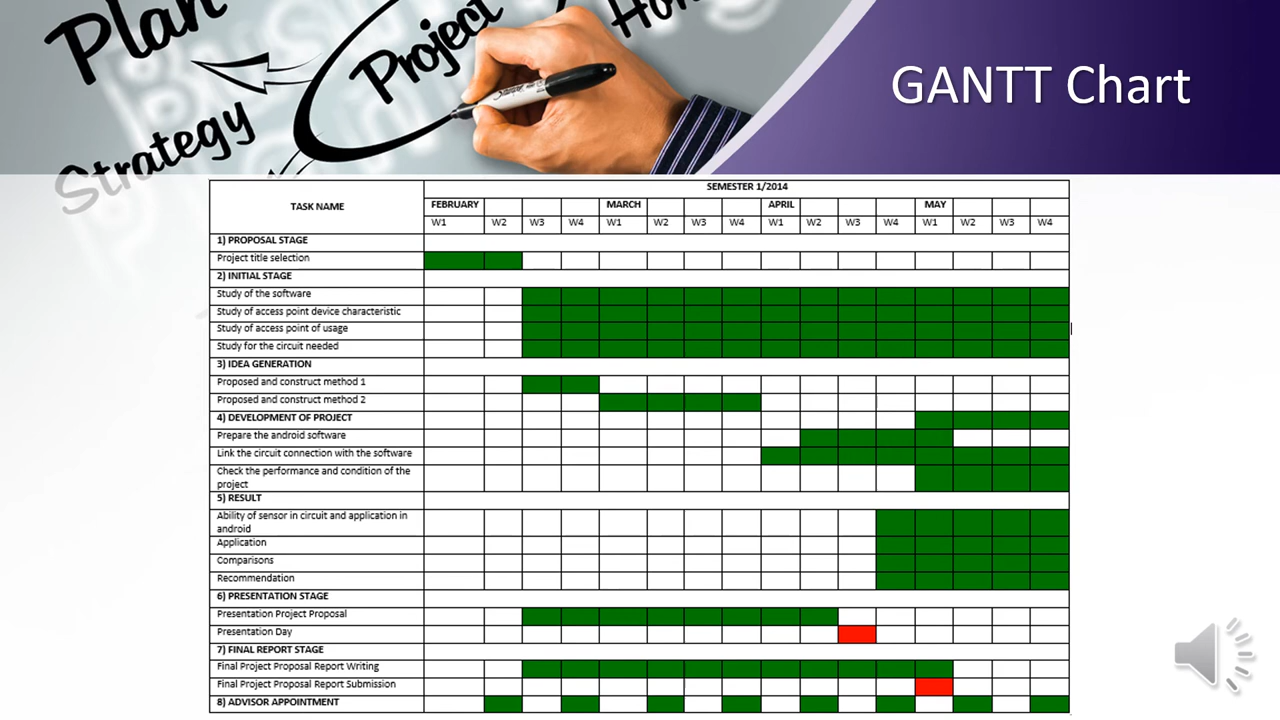 Plan
Project
Strategy
GANTT Chart
TASK NAME
SEMESTER 1/2014
FEBRUARY MARCH APRIL MAY
W1 W2 W3 W4 W1 W2 W3 W4 W1 W2 W3 W4 W1 W2 W3 W4
1) PROPOSAL STAGE
Project title selection
2) INITIAL STAGE
Study of the software
Study of access point device characteristic
Study of access point of usage
Study for the circuit needed
3) IDEA GENERATION
Proposed and construct method 1
Proposed and construct method 2
4) DEVELOPMENT OF PROJECT
Prepare the android software
Link the circuit connection with the software
Check the performance and condition of the
project
5) RESULT
Ability of sensor in circuit and application in
android
Application
Comparisons
Recommendation
6) PRESENTATION STAGE
Presentation Project Proposal
Presentation Day
7) FINAL REPORT STAGE
Final Project Proposal Report Writing
Final Project Proposal Report Submission
8) ADVISOR APPOINTMENT